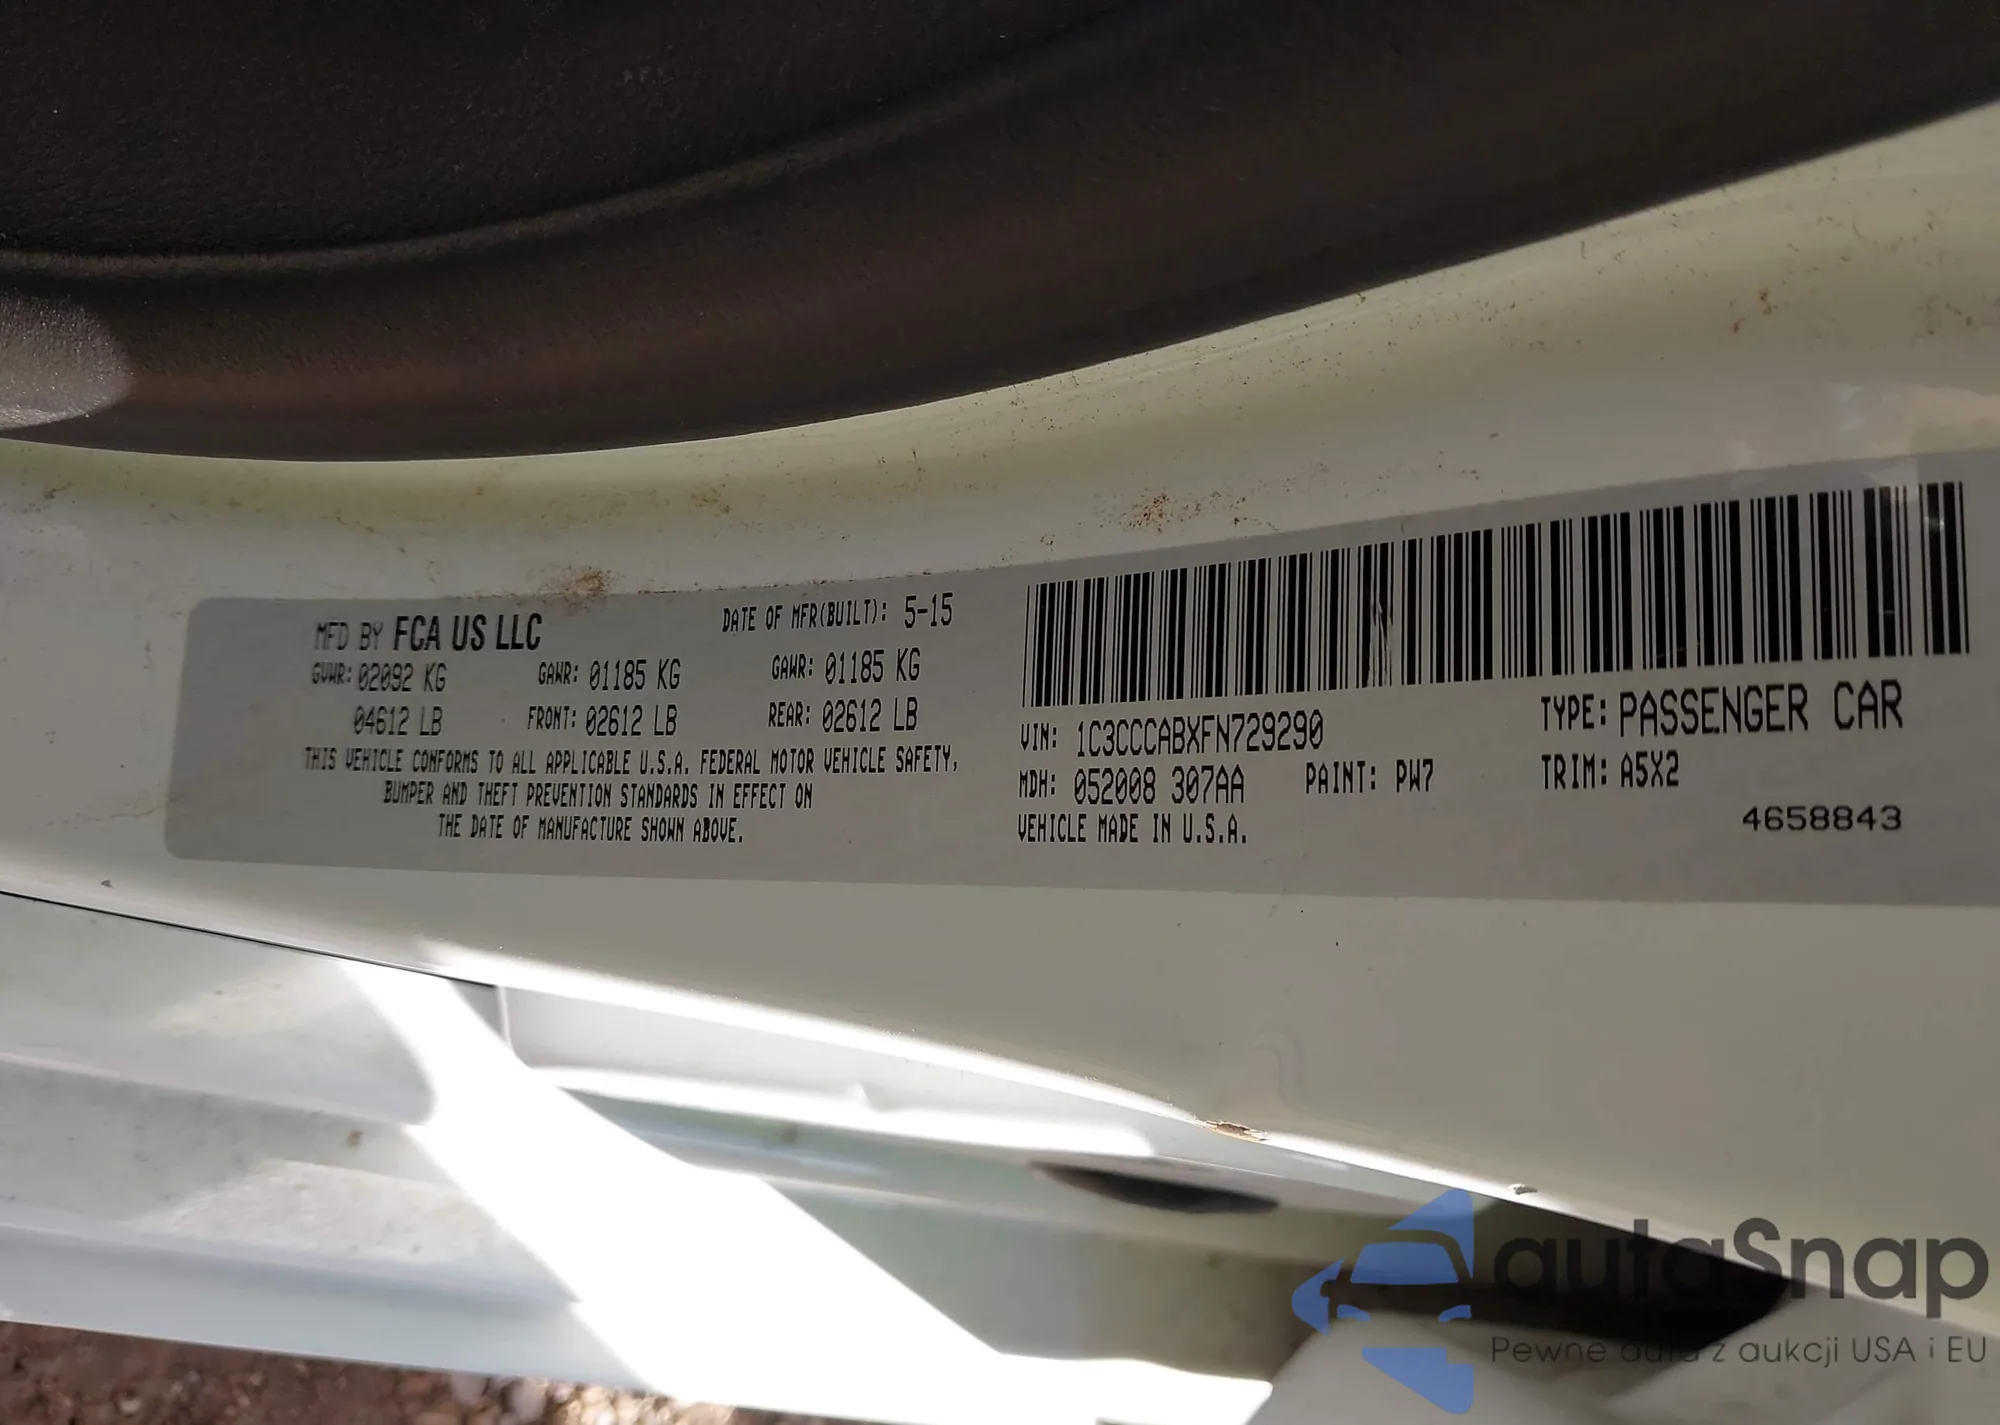 MFD BY FCA US LLC DATE OF MFR(BUILT): 5-15
GVWR: 02092 KG GAWR: 01185 KG GAWR: 01185 KG
04612 LB FRONT: 02612 LB REAR: 02612 LB
THIS VEHICLE CONFORMS TO ALL APPLICABLE U.S.A. FEDERAL MOTOR VEHICLE SAFETY,
BUMPER AND THEFT PREVENTION STANDARDS IN EFFECT ON
THE DATE OF MANUFACTURE SHOWN ABOVE.
VIN: 1C3CCCABXFN729290 TYPE: PASSENGER CAR
MDH: 052008 307AA PAINT: PW7 TRIM: A5X2
VEHICLE MADE IN U.S.A. 4658843
autaSnap
Pewne auta z aukcji USA i EU